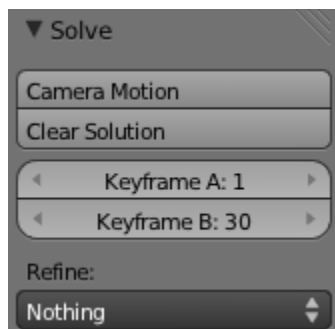 Solve
Camera Motion
Clear Solution
Keyframe A: 1
Keyframe B: 30
Refine:
Nothing